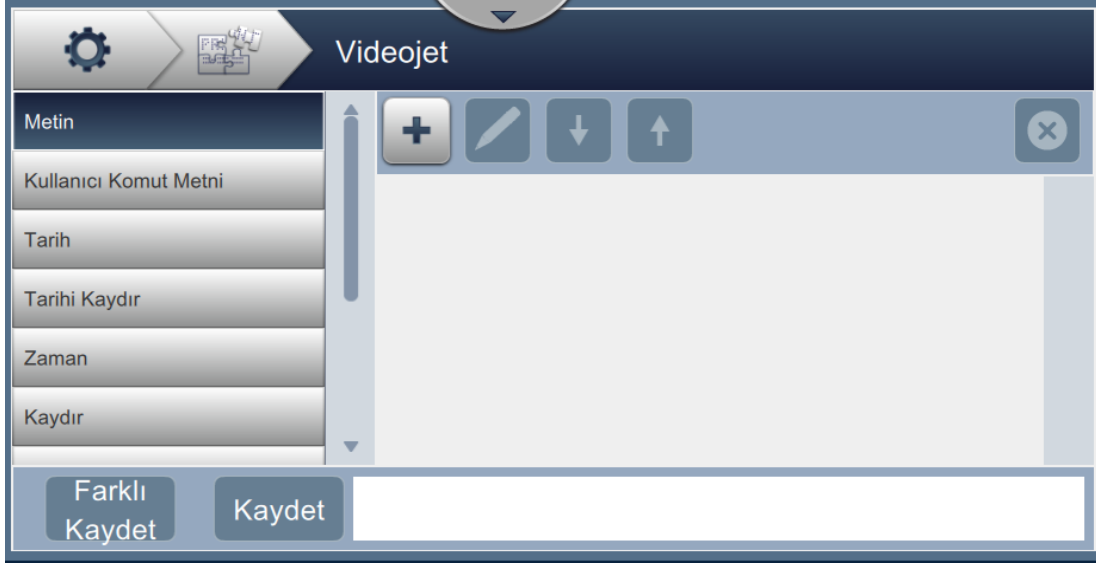 Videojet
Metin
Kullanıcı Komut Metni
Tarih
Tarihi Kaydır
Zaman
Kaydır
Farklı
Kaydet
Kaydet